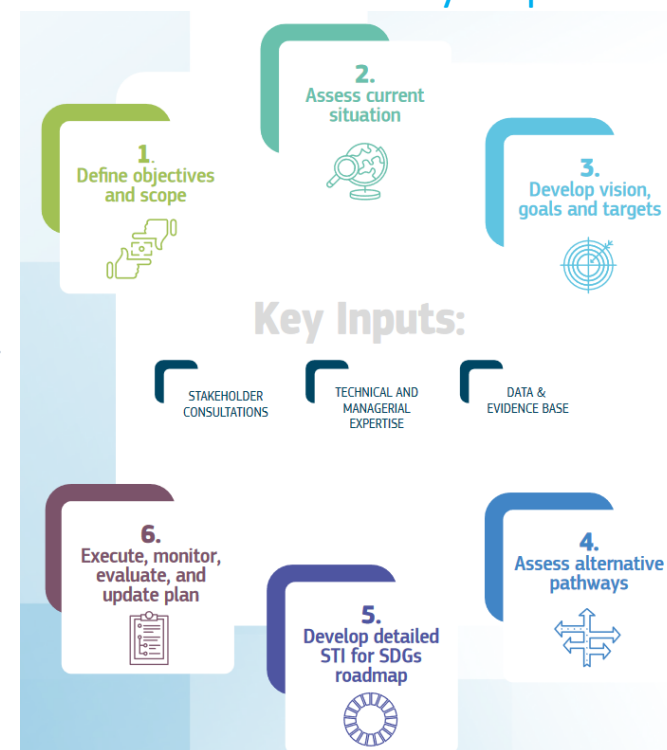 1.
Define objectives
and scope
2.
Assess current
situation
3.
Develop vision,
goals and targets
Key Inputs:
STAKEHOLDER
CONSULTATIONS
TECHNICAL AND
MANAGERIAL
EXPERTISE
DATA &
EVIDENCE BASE
4.
Assess alternative
pathways
5.
Develop detailed
STI for SDGs
roadmap
6.
Execute, monitor,
evaluate, and
update plan